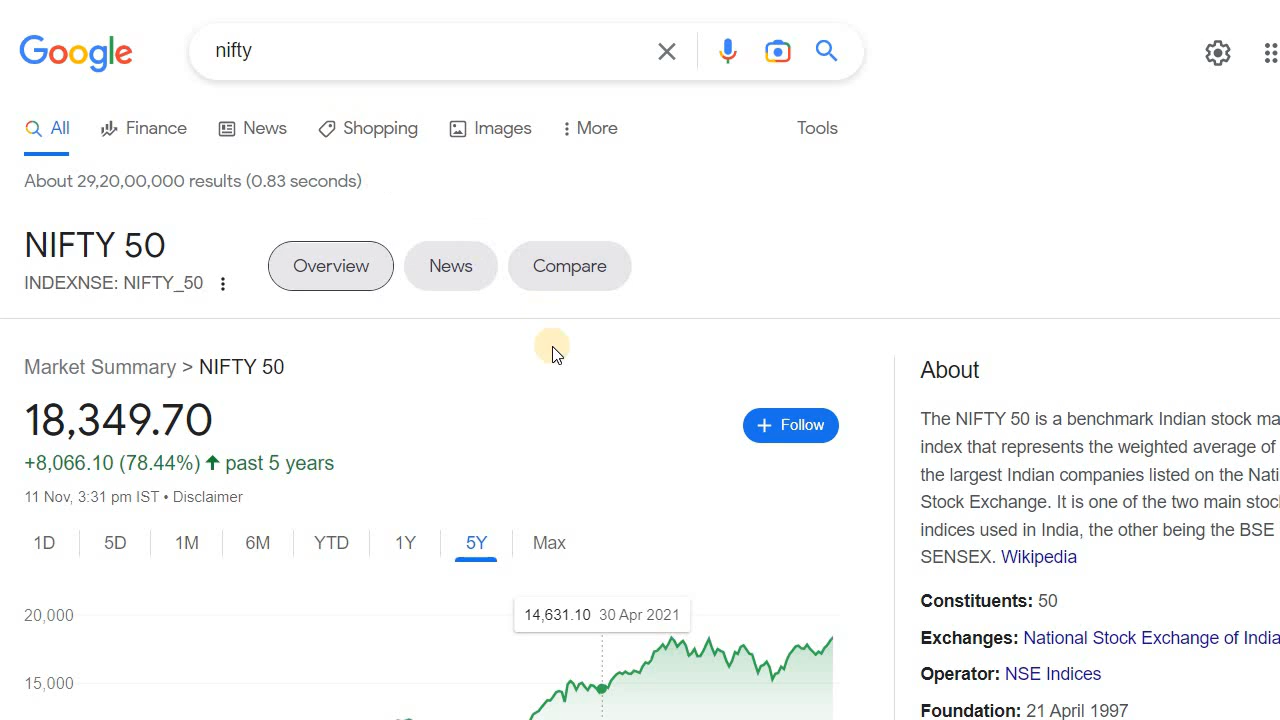 Google
nifty
All Finance News Shopping Images More Tools
About 29,20,00,000 results (0.83 seconds)
NIFTY 50
INDEXNSE: NIFTY_50
Overview News Compare
Market Summary > NIFTY 50
18,349.70
+8,066.10 (78.44%) ↑ past 5 years
11 Nov, 3:31 pm IST • Disclaimer
+ Follow
1D 5D 1M 6M YTD 1Y 5Y Max
14,631.10 30 Apr 2021
20,000
15,000
About
The NIFTY 50 is a benchmark Indian stock ma
index that represents the weighted average of
the largest Indian companies listed on the Nati
Stock Exchange. It is one of the two main stoc
indices used in India, the other being the BSE
SENSEX. Wikipedia
Constituents: 50
Exchanges: National Stock Exchange of India
Operator: NSE Indices
Foundation: 21 April 1997